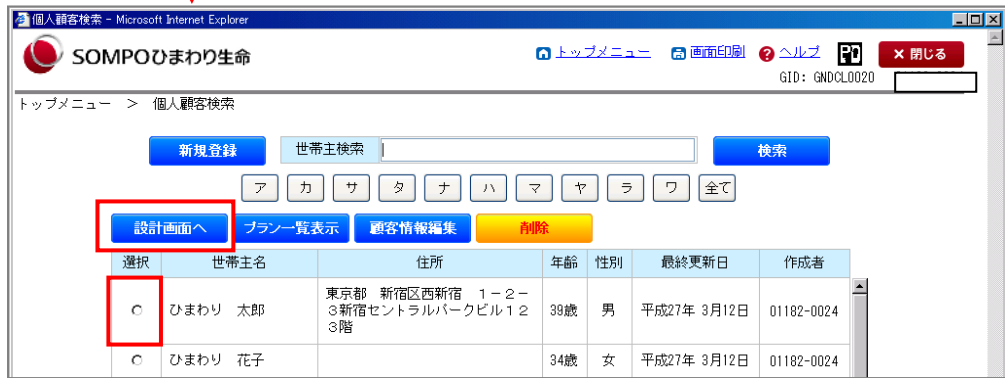 個人顧客検索 - Microsoft Internet Explorer
SOMPOひまわり生命
トップメニュー 画面印刷 ヘルプ × 閉じる
GID: GNDCL0020
トップメニュー ＞ 個人顧客検索
新規登録 世帯主検索 検索
ア カ サ タ ナ ハ マ ヤ ラ ワ 全て
設計画面へ プラン一覧表示 顧客情報編集 削除
選択 世帯主名 住所 年齢 性別 最終更新日 作成者
東京都 新宿区西新宿 １－２－
ひまわり 太郎 ３新宿セントラルパークビル１２ 39歳 男 平成27年 3月12日 01182-0024
３階
ひまわり 花子 34歳 女 平成27年 3月12日 01182-0024